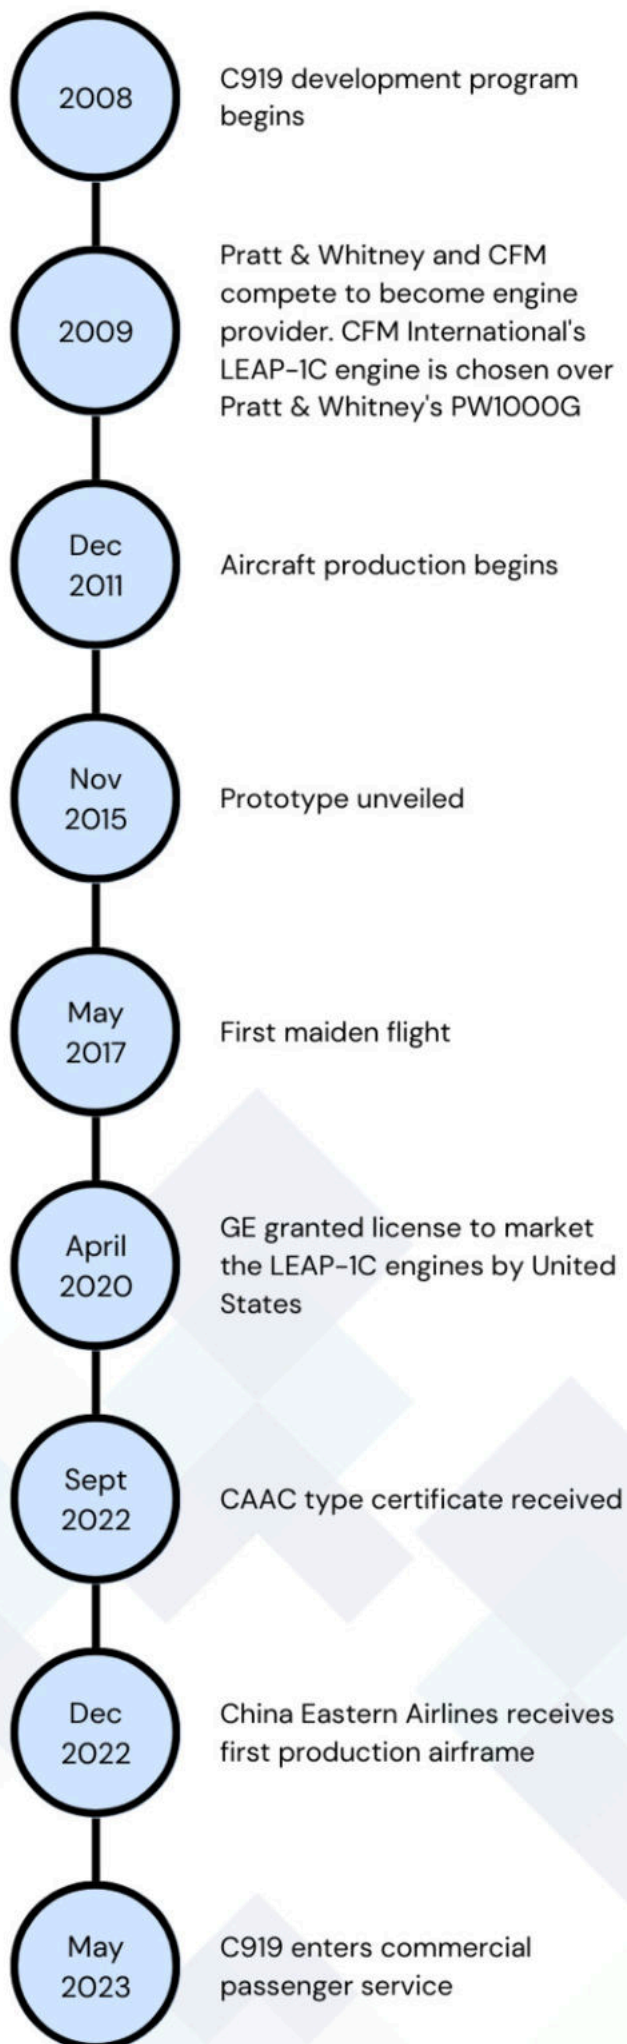 2008
C919 development program
begins
2009
Pratt & Whitney and CFM
compete to become engine
provider. CFM International's
LEAP-1C engine is chosen over
Pratt & Whitney's PW1000G
Dec
2011
Aircraft production begins
Nov
2015
Prototype unveiled
May
2017
First maiden flight
April
2020
GE granted license to market
the LEAP-1C engines by United
States
Sept
2022
CAAC type certificate received
Dec
2022
China Eastern Airlines receives
first production airframe
May
2023
C919 enters commercial
passenger service